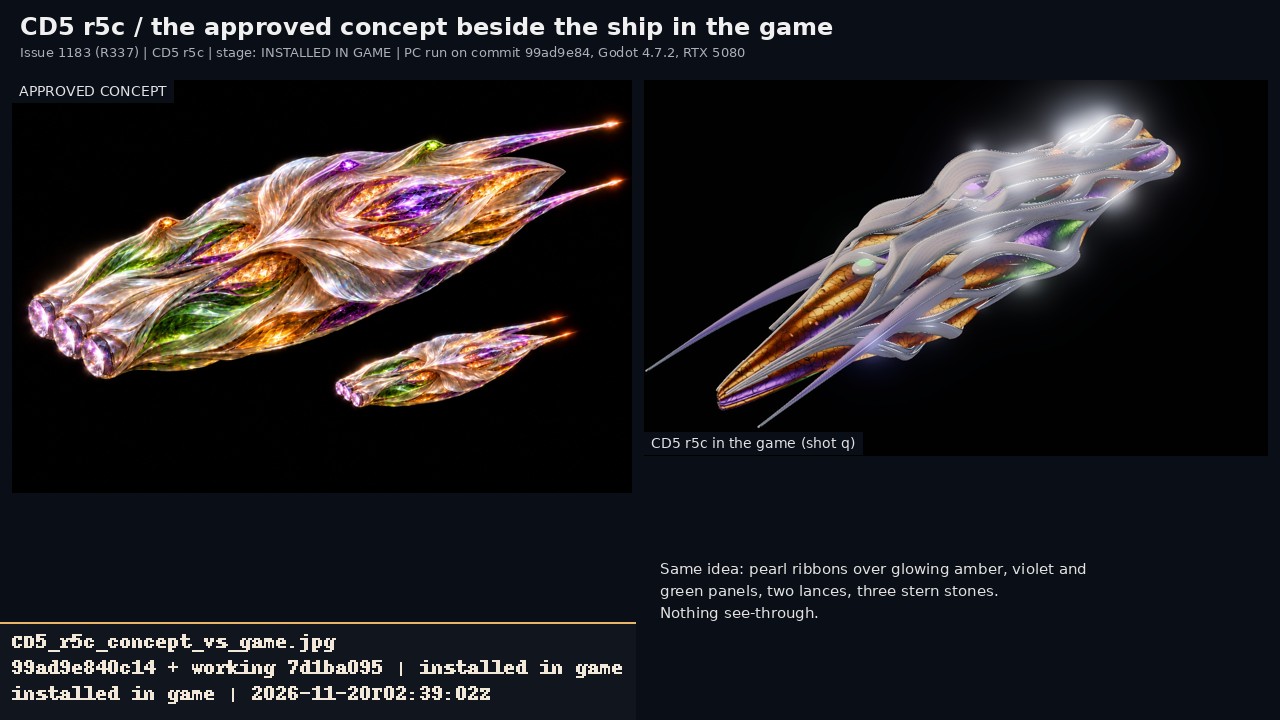 CD5 r5c / the approved concept beside the ship in the game
Issue 1183 (R337) | CD5 r5c | stage: INSTALLED IN GAME | PC run on commit 99ad9e84, Godot 4.7.2, RTX 5080
APPROVED CONCEPT
CD5 r5c in the game (shot q)
Same idea: pearl ribbons over glowing amber, violet and
green panels, two lances, three stern stones.
Nothing see-through.
CD5_r5c_concept_vs_game.jpg
99ad9e840c14 + working 7d1ba095 | installed in game
installed in game | 2026-11-20T02:39:02Z